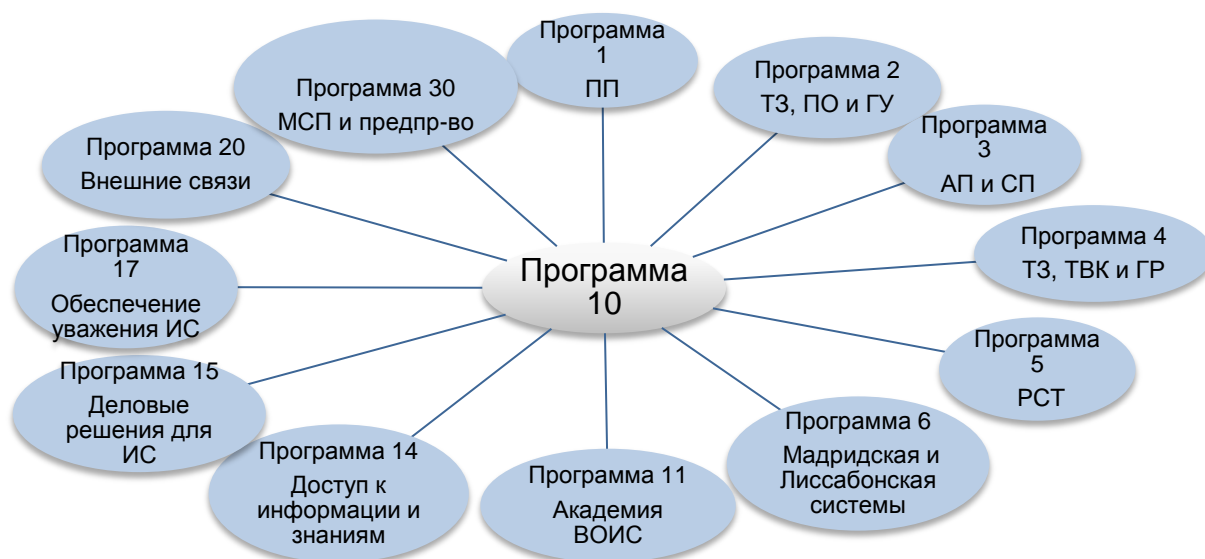 Программа
1
ПП
Программа 2
ТЗ, ПО и ГУ
Программа
3
АП и СП
Программа 4
ТЗ, ТВК и ГР
Программа
5
РСТ
Программа 6
Мадридская и
Лиссабонская
системы
Программа 11
Академия
ВОИС
Программа 14
Доступ к
информации и
знаниям
Программа 15
Деловые
решения для
ИС
Программа
17
Обеспечение
уважения ИС
Программа 20
Внешние связи
Программа 30
МСП и предпр-во
Программа
10